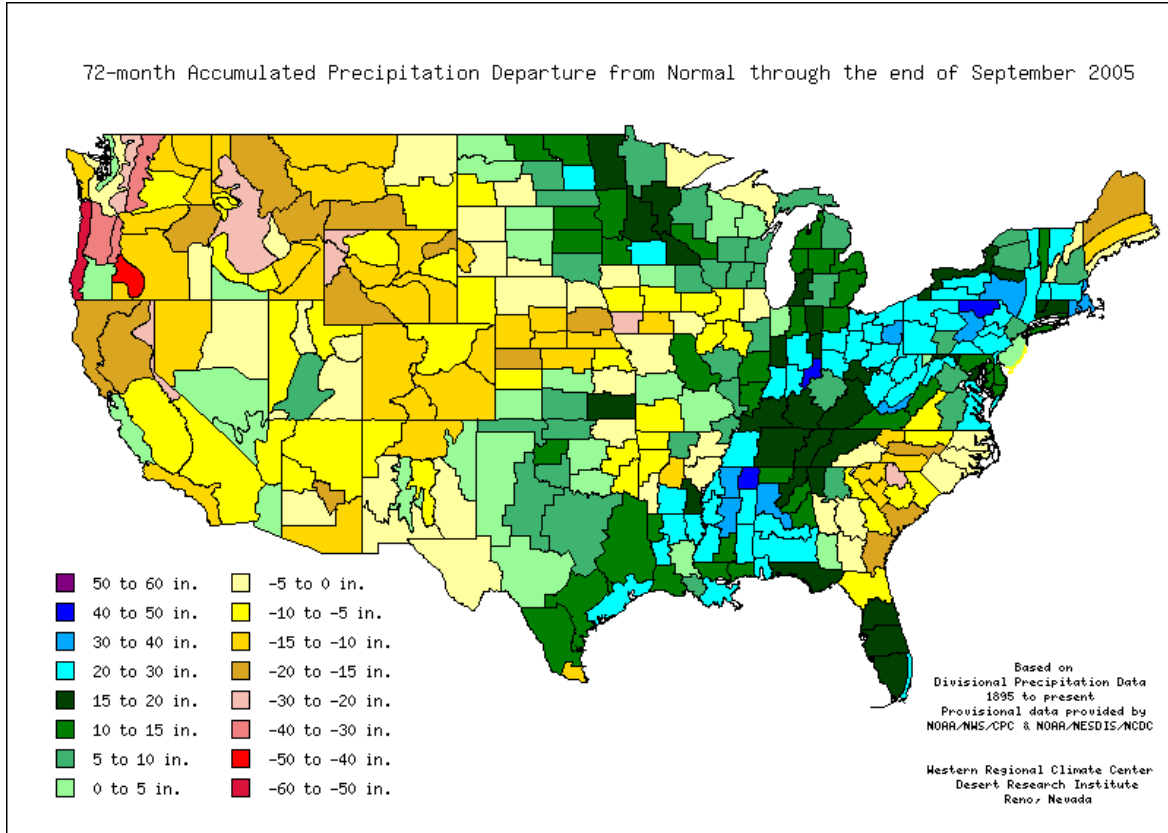 72-month Accumulated Precipitation Departure from Normal through the end of September 2005
50 to 60 in.
40 to 50 in.
30 to 40 in.
20 to 30 in.
15 to 20 in.
10 to 15 in.
5 to 10 in.
0 to 5 in.
-5 to 0 in.
-10 to -5 in.
-15 to -10 in.
-20 to -15 in.
-30 to -20 in.
-40 to -30 in.
-50 to -40 in.
-60 to -50 in.
Based on
Divisional Precipitation Data
1895 to present
Provisional data provided by
NOAA/NWS/CPC & NOAA/NESDIS/NCDC
Western Regional Climate Center
Desert Research Institute
Reno, Nevada